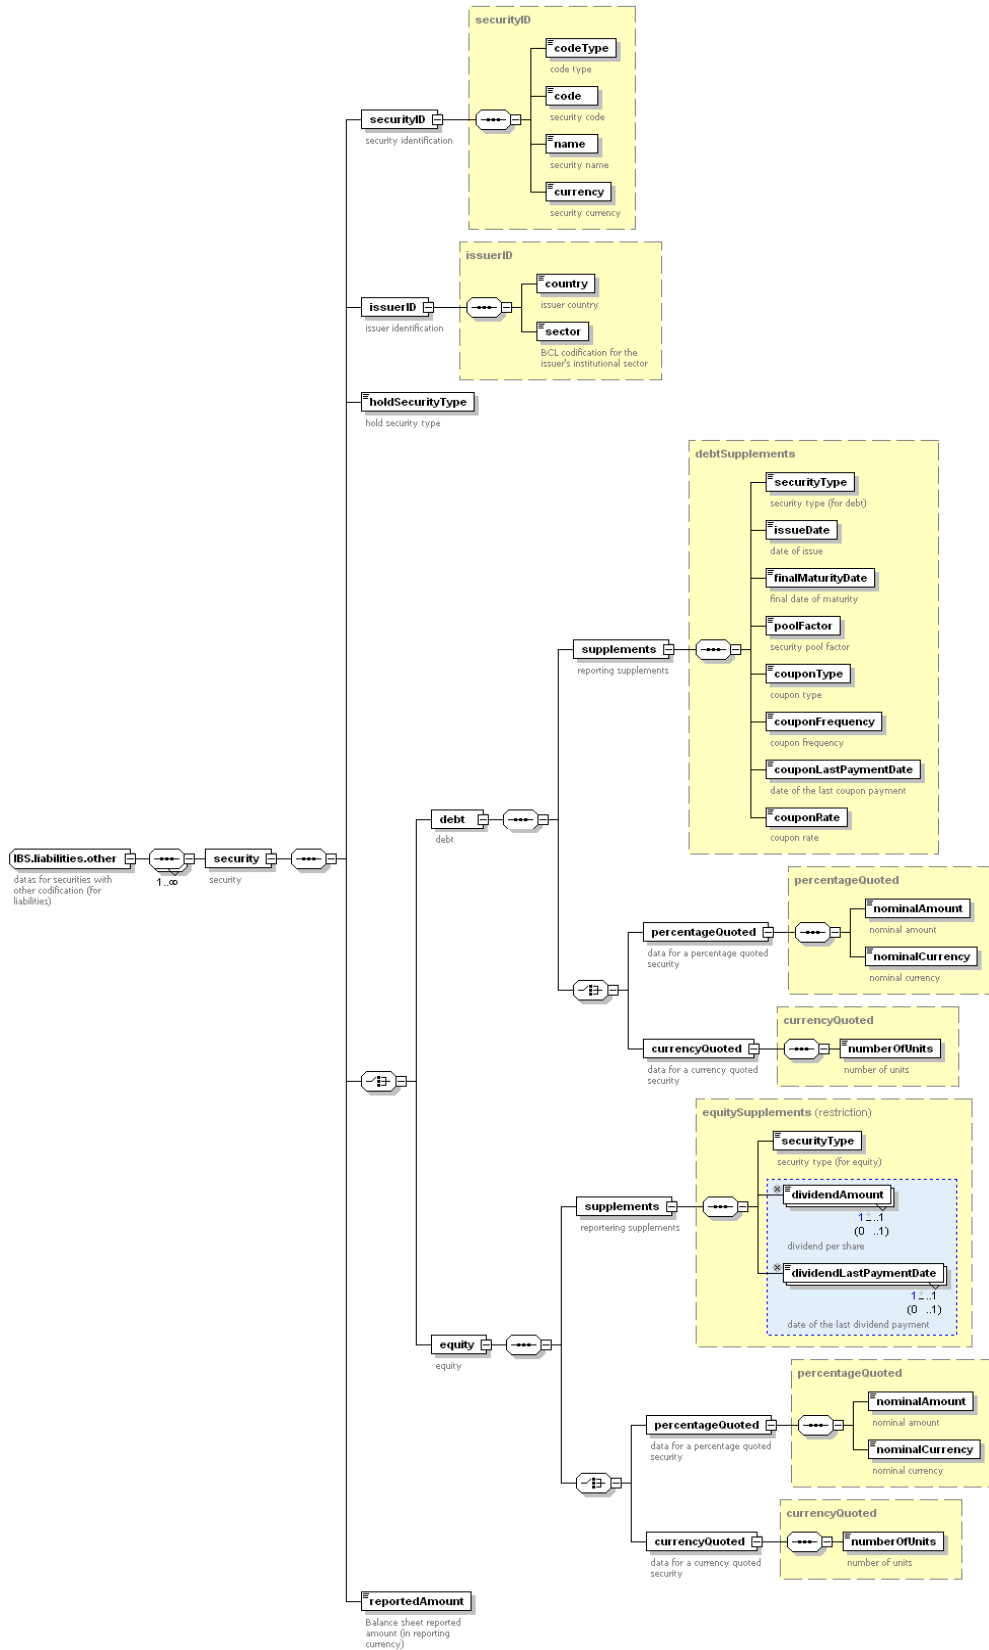 securityID
codeType
code type
code
security code
securityID
security identification
name
security name
currency
security currency
issuerID
country
issuer country
issuerID
issuer identification
sector
BCL codification for the
issuer's institutional sector
holdSecurityType
hold security type
debtSupplements
securityType
security type (for debt)
issueDate
date of issue
finalMaturityDate
final date of maturity
poolFactor
security pool factor
supplements
reporting supplements
couponType
coupon type
couponFrequency
coupon frequency
couponLastPaymentDate
date of the last coupon payment
couponRate
coupon rate
debt
debt
IBS.liabilities.other
datas for securities with
other codification (for
liabilities)
1..∞
security
security
percentageQuoted
nominalAmount
nominal amount
percentageQuoted
data for a percentage quoted
security
nominalCurrency
nominal currency
currencyQuoted
currencyQuoted
data for a currency quoted
security
numberOfUnits
number of units
equitySupplements (restriction)
securityType
security type (for equity)
supplements
reportering supplements
dividendAmount
1±..1
(0 ..1)
dividend per share
dividendLastPaymentDate
1±..1
(0 ..1)
date of the last dividend payment
equity
equity
percentageQuoted
nominalAmount
nominal amount
percentageQuoted
data for a percentage quoted
security
nominalCurrency
nominal currency
currencyQuoted
currencyQuoted
data for a currency quoted
security
numberOfUnits
number of units
reportedAmount
Balance sheet reported
amount (in reporting
currency)